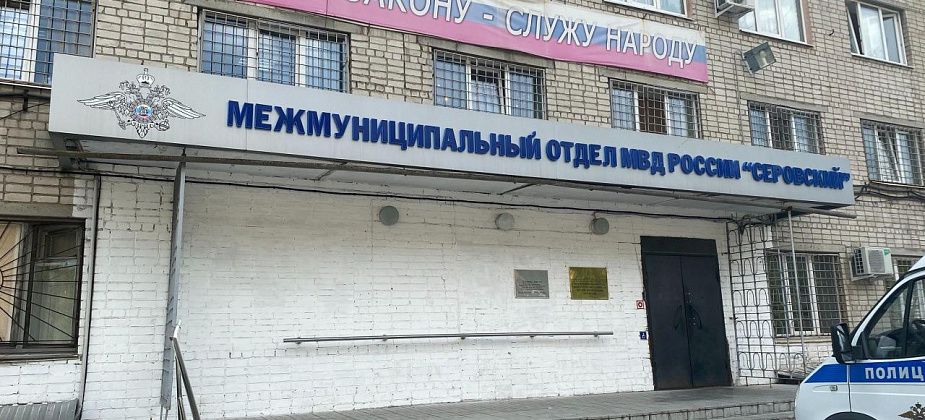 ЗАКОНУ - СЛУЖУ НАРОДУ
МЕЖМУНИЦИПАЛЬНЫЙ ОТДЕЛ МВД РОССИИ "СЕРОВСКИЙ"
ПОЛИЦ